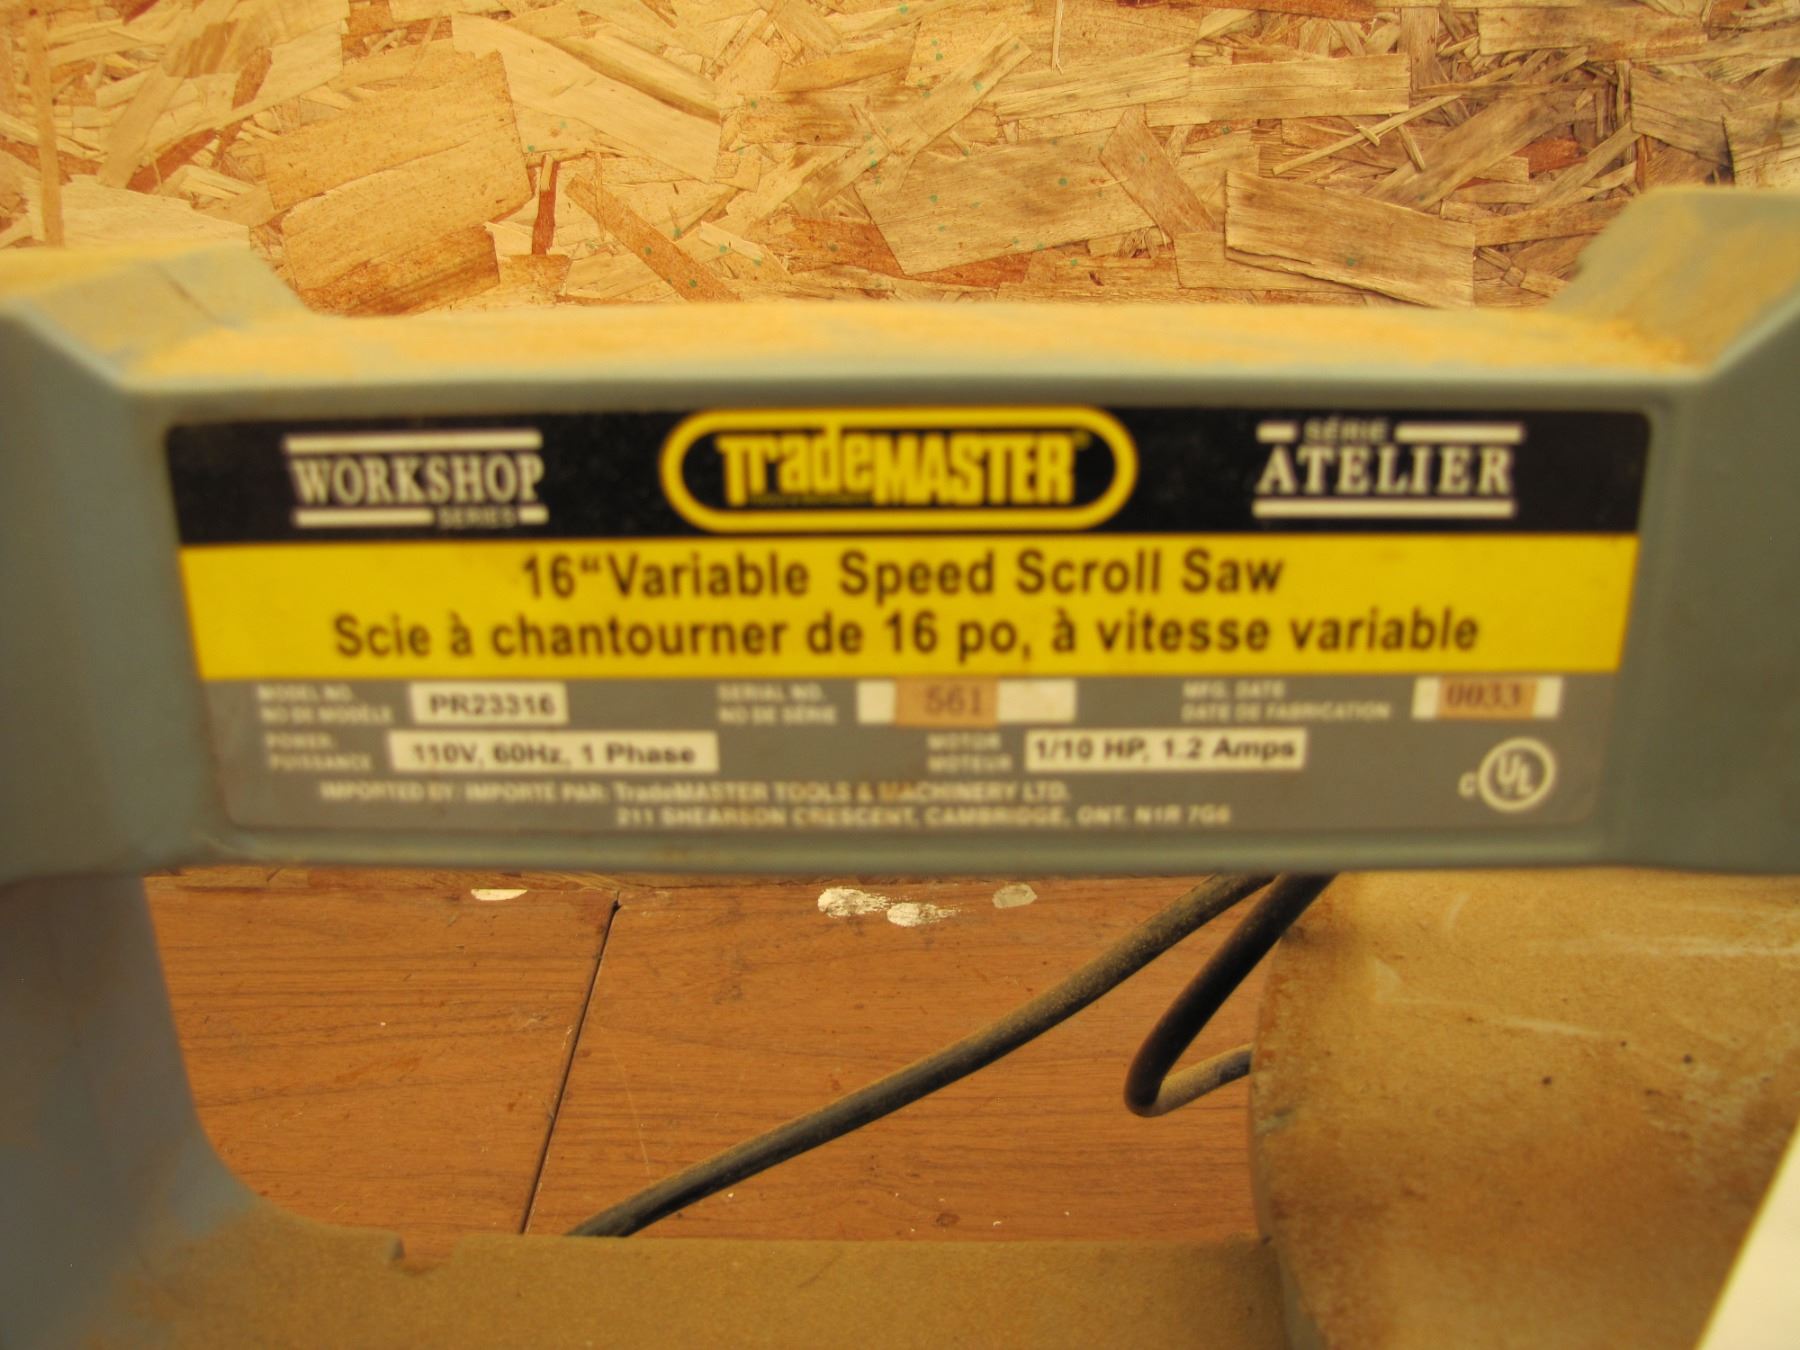 WORKSHOP
SERIES
TradeMASTER
SÉRIE
ATELIER
16“ Variable Speed Scroll Saw
Scie à chantourner de 16 po, à vitesse variable
MODEL NO.
NO DE MODÈLE
PR23316
SERIAL NO.
NO DE SÉRIE
561
MFG. DATE
DATE DE FABRICATION
0033
POWER
PUISSANCE
110V, 60Hz, 1 Phase
MOTOR
MOTEUR
1/10 HP, 1.2 Amps
IMPORTED BY / IMPORTÉ PAR: TradeMASTER TOOLS & MACHINERY LTD.
211 SHEARSON CRESCENT, CAMBRIDGE, ONT. N1R 7G6
C UL